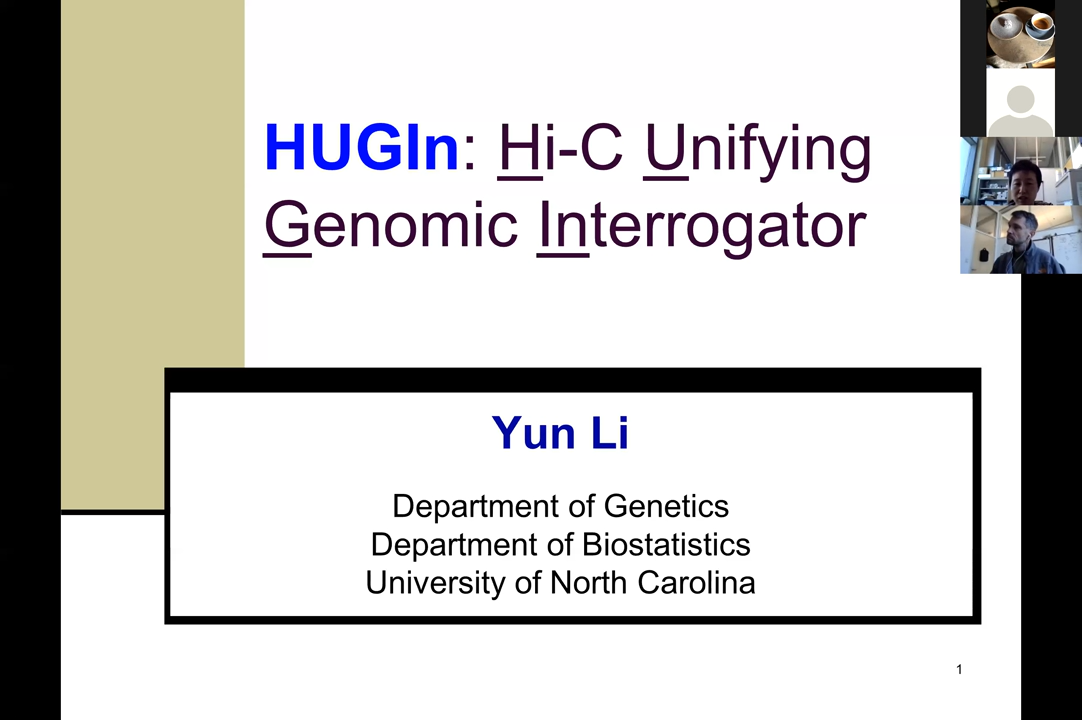 HUGIn: Hi-C Unifying
Genomic Interrogator
Yun Li
Department of Genetics
Department of Biostatistics
University of North Carolina
1